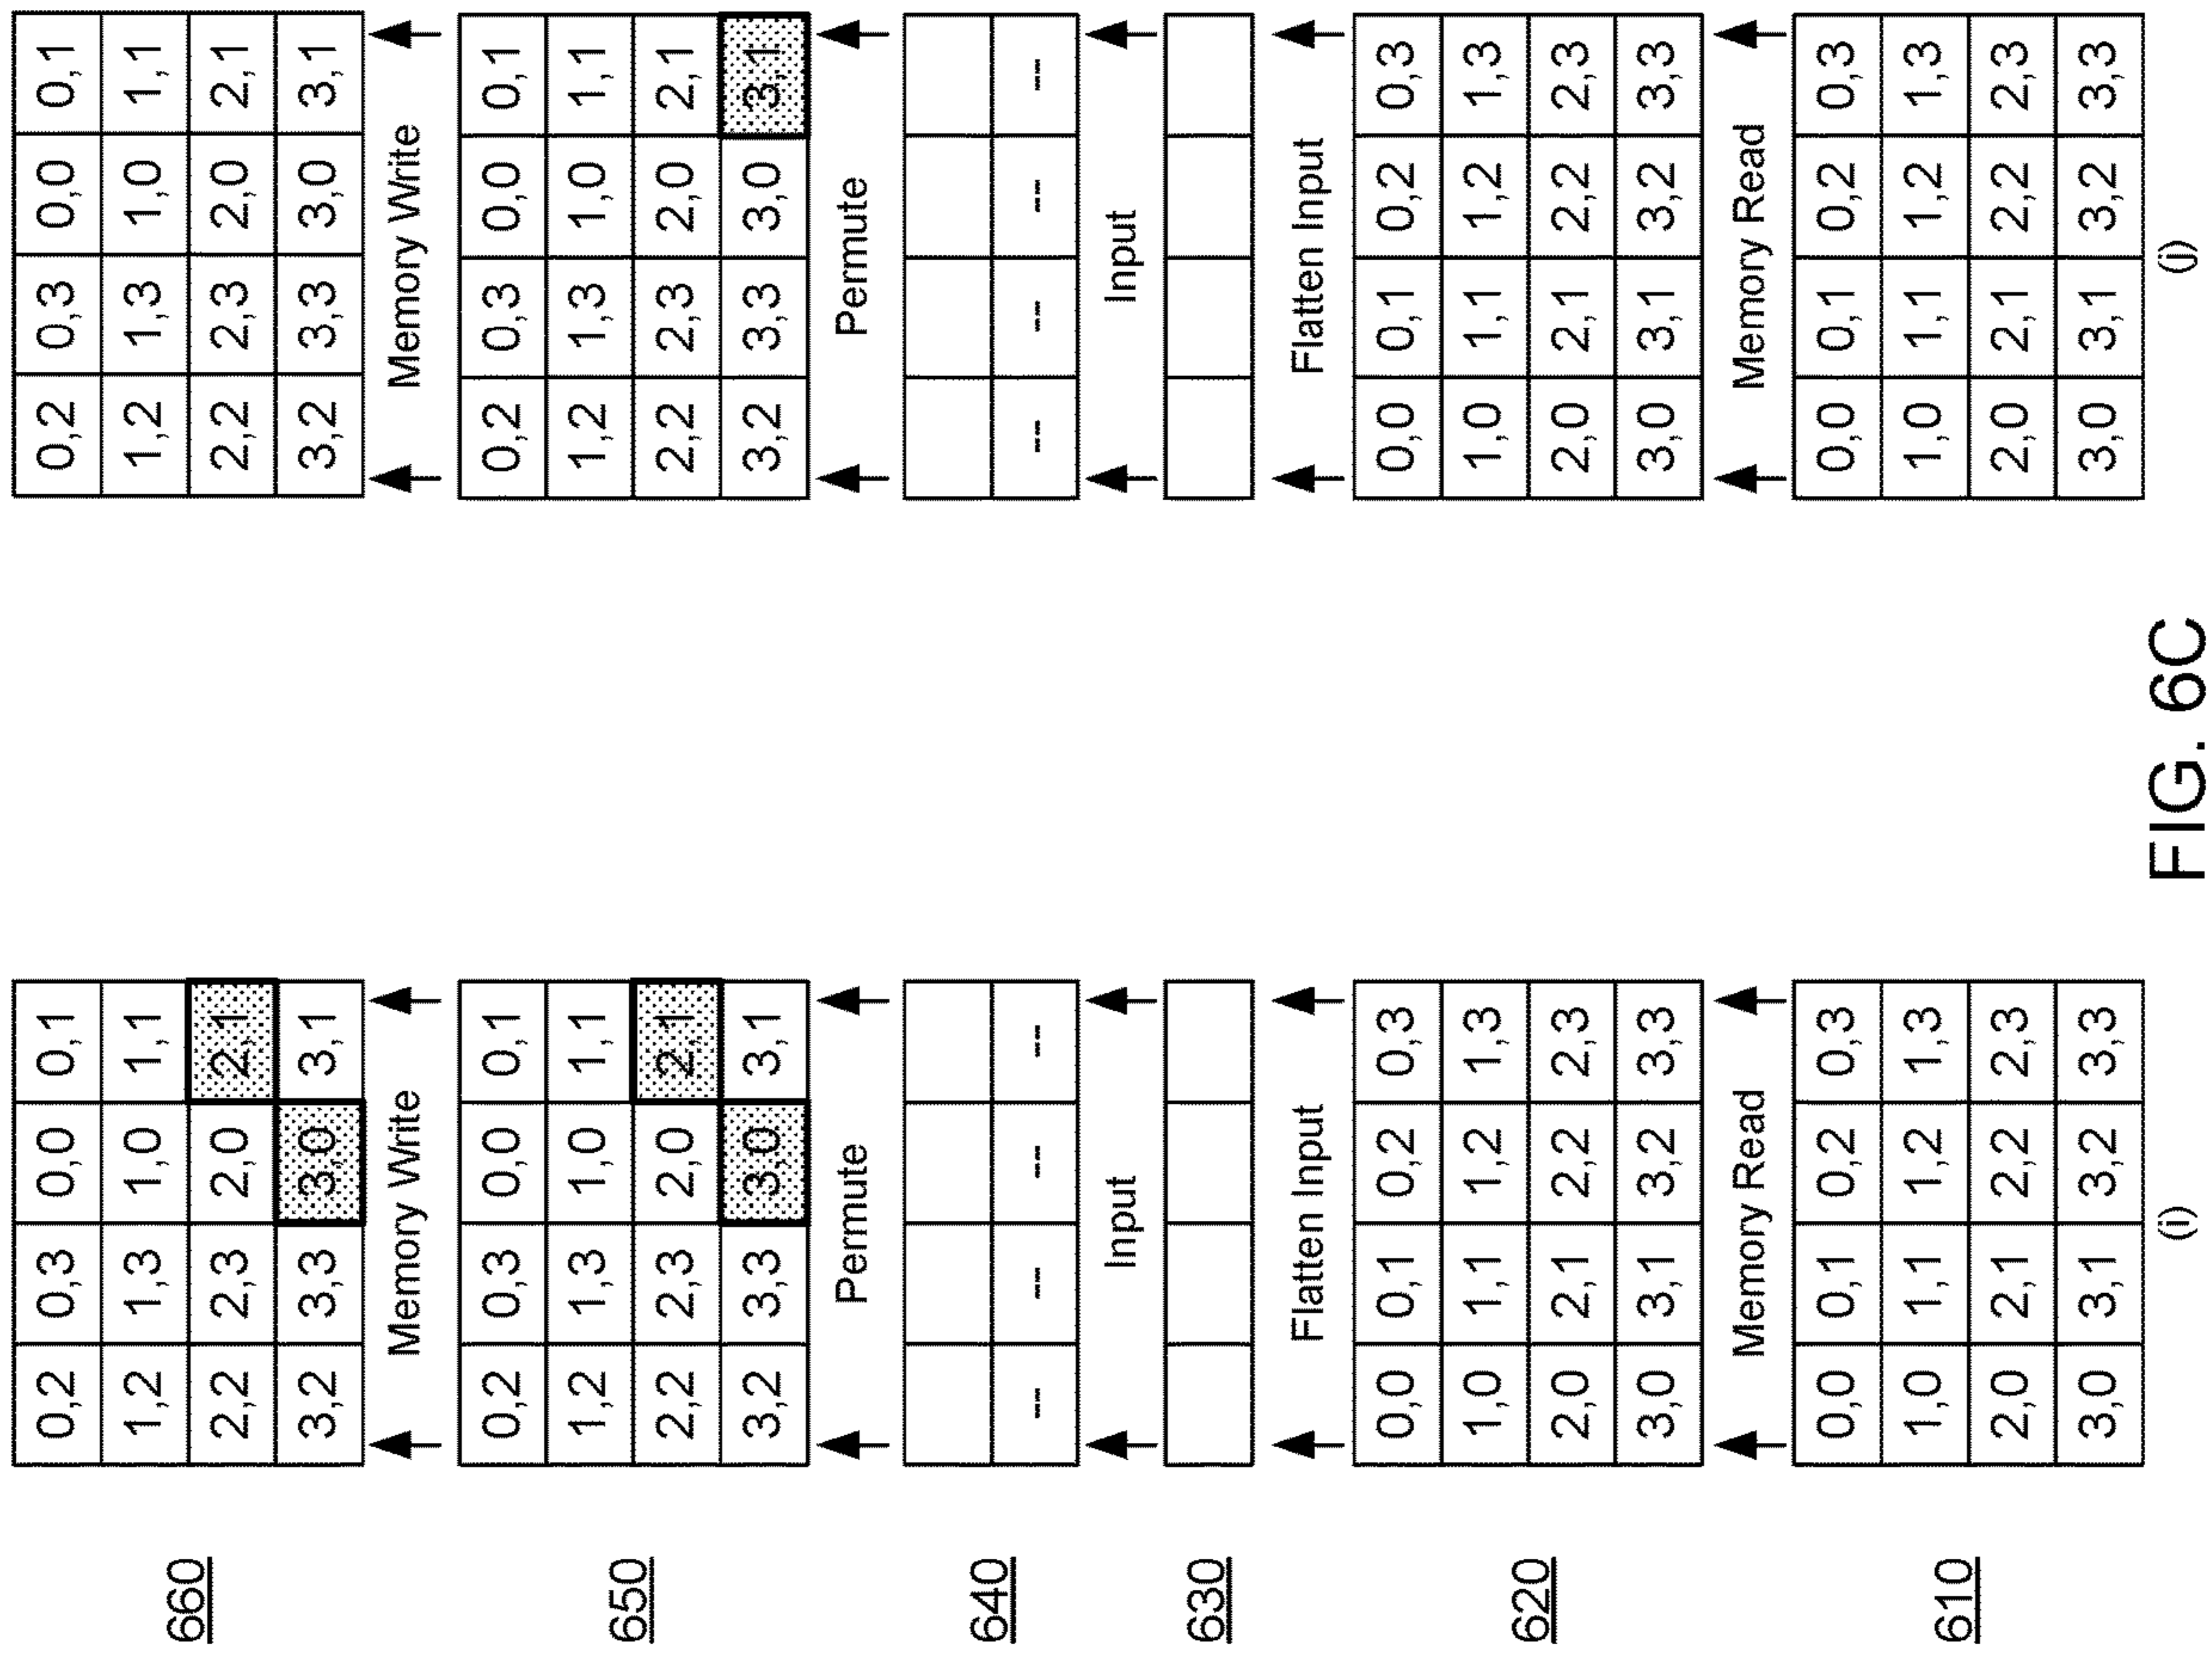 0,2 0,3 0,0 0,1 0,2 0,3 0,0 0,1
1,2 1,3 1,0 1,1 1,2 1,3 1,0 1,1
660
2,2 2,3 2,0 2,1 2,2 2,3 2,0 2,1
3,2 3,3 3,0 3,1 3,2 3,3 3,0 3,1
Memory Write Memory Write
0,2 0,3 0,0 0,1 0,2 0,3 0,0 0,1
1,2 1,3 1,0 1,1 1,2 1,3 1,0 1,1
650
2,2 2,3 2,0 2,1 2,2 2,3 2,0 2,1
3,2 3,3 3,0 3,1 3,2 3,3 3,0 3,1
Permute Permute
640
-- -- -- -- -- -- -- --
Input Input
630
Flatten Input Flatten Input
0,0 0,1 0,2 0,3 0,0 0,1 0,2 0,3
1,0 1,1 1,2 1,3 1,0 1,1 1,2 1,3
620
2,0 2,1 2,2 2,3 2,0 2,1 2,2 2,3
3,0 3,1 3,2 3,3 3,0 3,1 3,2 3,3
Memory Read Memory Read
0,0 0,1 0,2 0,3 0,0 0,1 0,2 0,3
1,0 1,1 1,2 1,3 1,0 1,1 1,2 1,3
610
2,0 2,1 2,2 2,3 2,0 2,1 2,2 2,3
3,0 3,1 3,2 3,3 3,0 3,1 3,2 3,3
(i) (j)
FIG. 6C